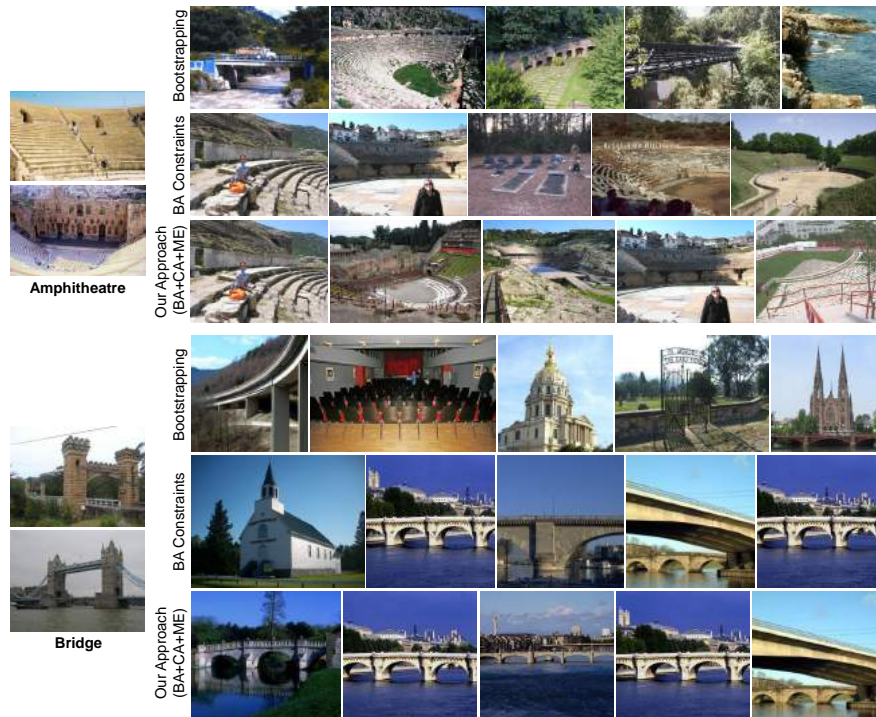 Bootstrapping
BA Constraints
Our Approach
(BA+CA+ME)
Amphitheatre
Bootstrapping
BA Constraints
Our Approach
(BA+CA+ME)
Bridge